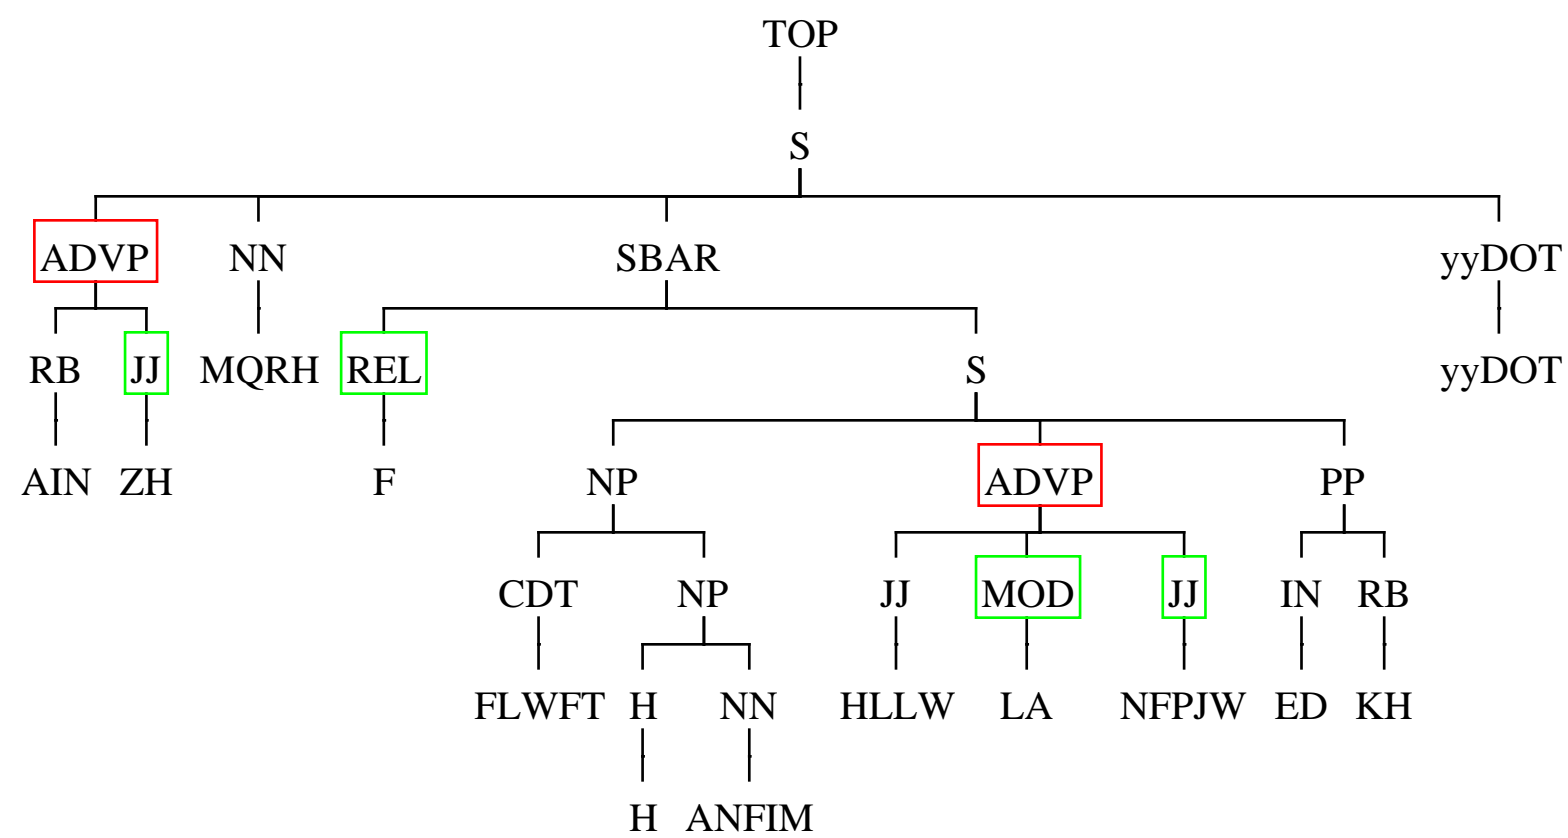 TOP
S
ADVP NN SBAR yyDOT
RB JJ MQRH REL S yyDOT
AIN ZH F NP ADVP PP
CDT NP JJ MOD JJ IN RB
FLWFT H NN HLLW LA NFPJW ED KH
H ANFIM